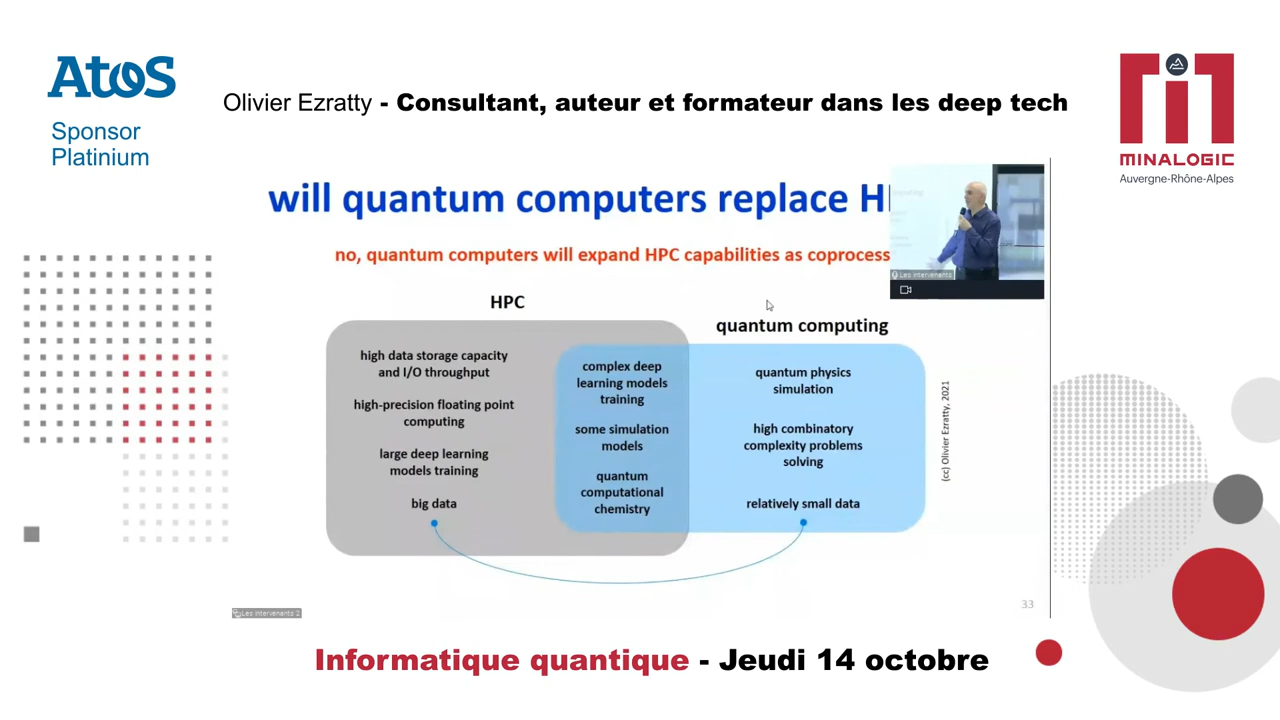 Atos
Sponsor
Platinium
Olivier Ezratty - Consultant, auteur et formateur dans les deep tech
MINALOGIC
Auvergne-Rhône-Alpes
will quantum computers replace
no, quantum computers will expand HPC capabilities as
Les intervenants
HPC
high data storage capacity
and I/O throughput
high-precision floating point
computing
large deep learning
models training
big data
complex deep
learning models
training
some simulation
models
quantum
computational
chemistry
quantum computing
quantum physics
simulation
high combinatory
complexity problems
solving
relatively small data
(cc) Olivier Ezratty, 2021
33
Les intervenants 2
Informatique quantique - Jeudi 14 octobre